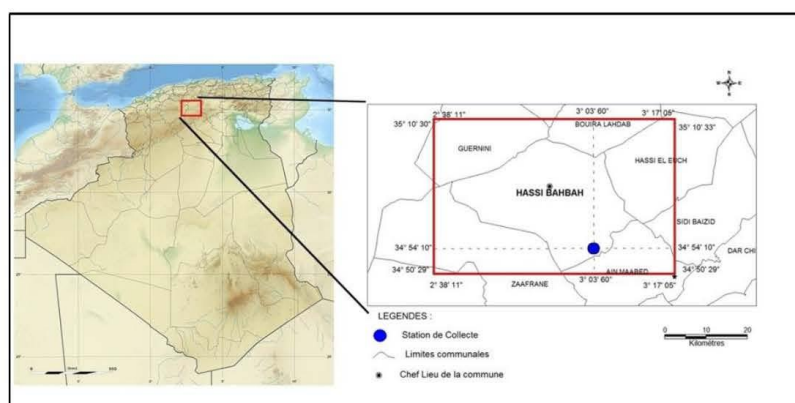 3° 03' 60" 3° 17' 05"
2° 38' 11"
35° 10' 30" BOUIRA LAHDAB 35° 10' 33"
GUERNINI
HASSI EL EUCH
HASSI BAHBAH
SIDI BAIZID
34° 54' 10" 34° 54' 10"
DAR CHI
34° 50' 29" AIN MAABED 34° 50' 29"
2° 38' 11" ZAAFRANE 3° 03' 60" 3° 17' 05"
LEGENDES :
Station de Collecte
Limites communales
Chef Lieu de la commune
0 10 20
Kilomètres